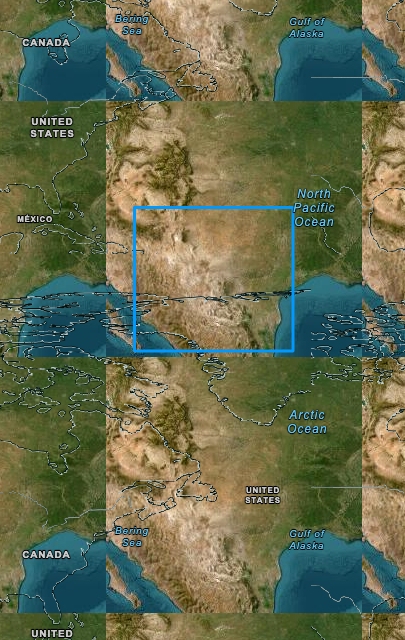 Bering
Sea
Gulf of
Alaska
CANADA
UNITED
STATES
North
Pacific
Ocean
MÉXICO
Arctic
Ocean
UNITED
STATES
Bering
Sea
Gulf of
Alaska
CANADA
UNITED